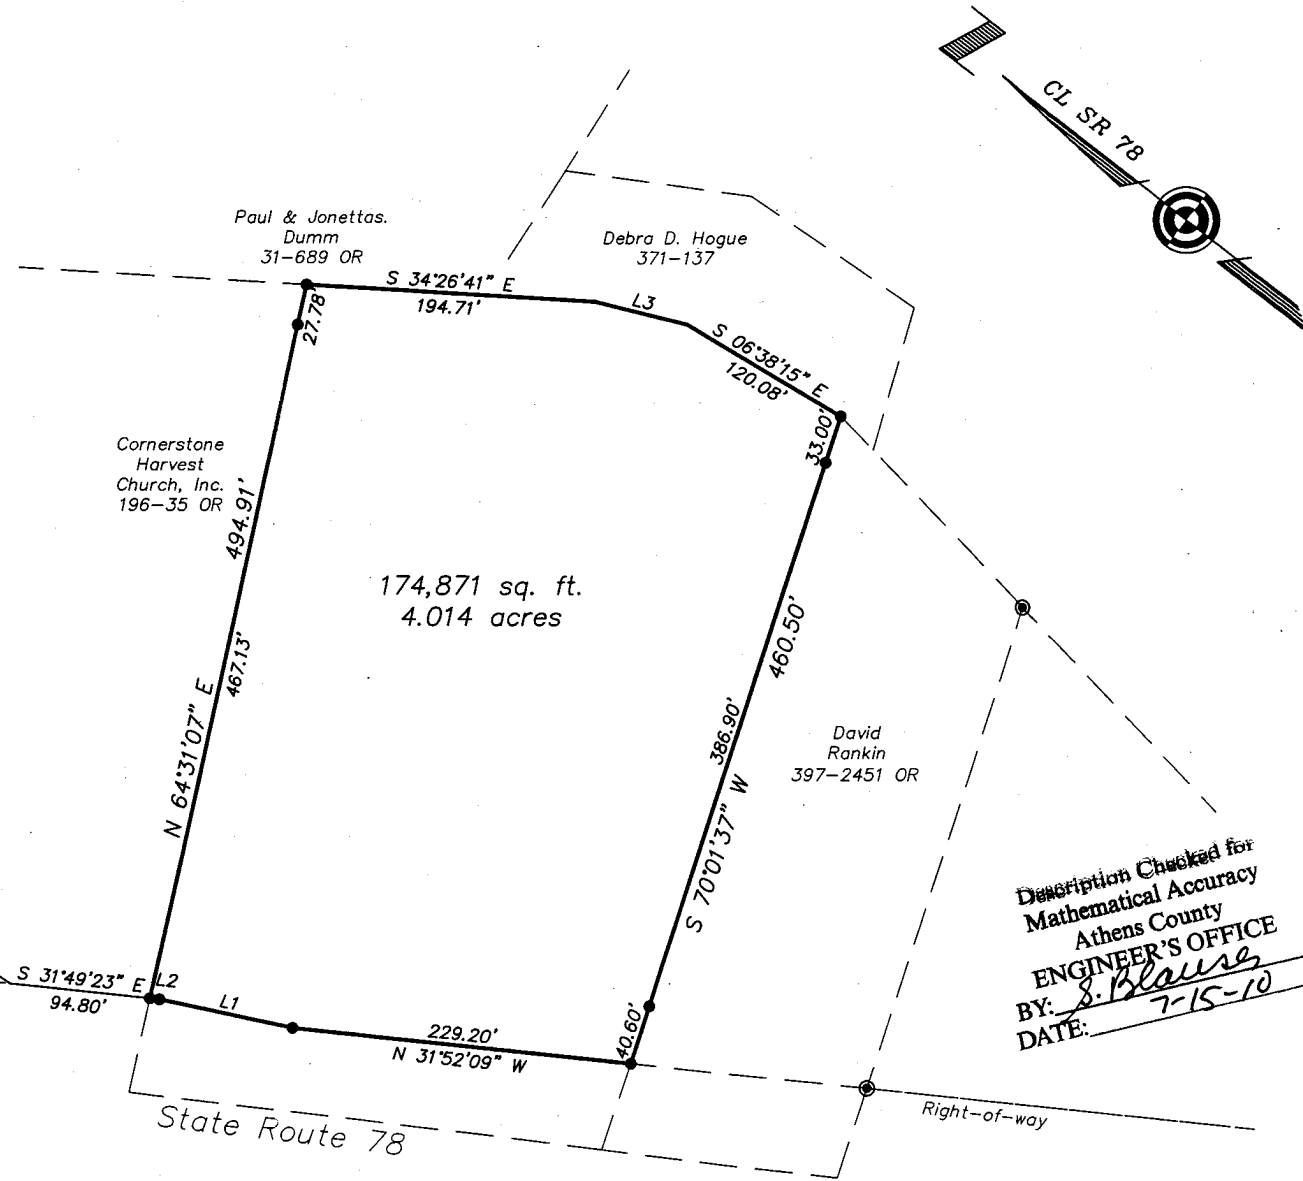 CL SR 78
Paul & Jonettas.
Dumm
31-689 OR
Debra D. Hogue
371-137
S 34°26'41" E
194.71'
L3
S 06°38'15" E
120.08'
27.78'
33.00'
Cornerstone
Harvest
Church, Inc.
196-35 OR
494.91'
467.13'
N 64°31'07" E
174,871 sq. ft.
4.014 acres
460.50'
386.90'
S 70°01'37" W
David
Rankin
397-2451 OR
Description Checked for
Mathematical Accuracy
Athens County
ENGINEER'S OFFICE
BY: S. Blauser
DATE: 7-15-10
S 31°49'23" E
94.80'
L2
L1
229.20'
N 31°52'09" W
40.60'
Right-of-way
State Route 78